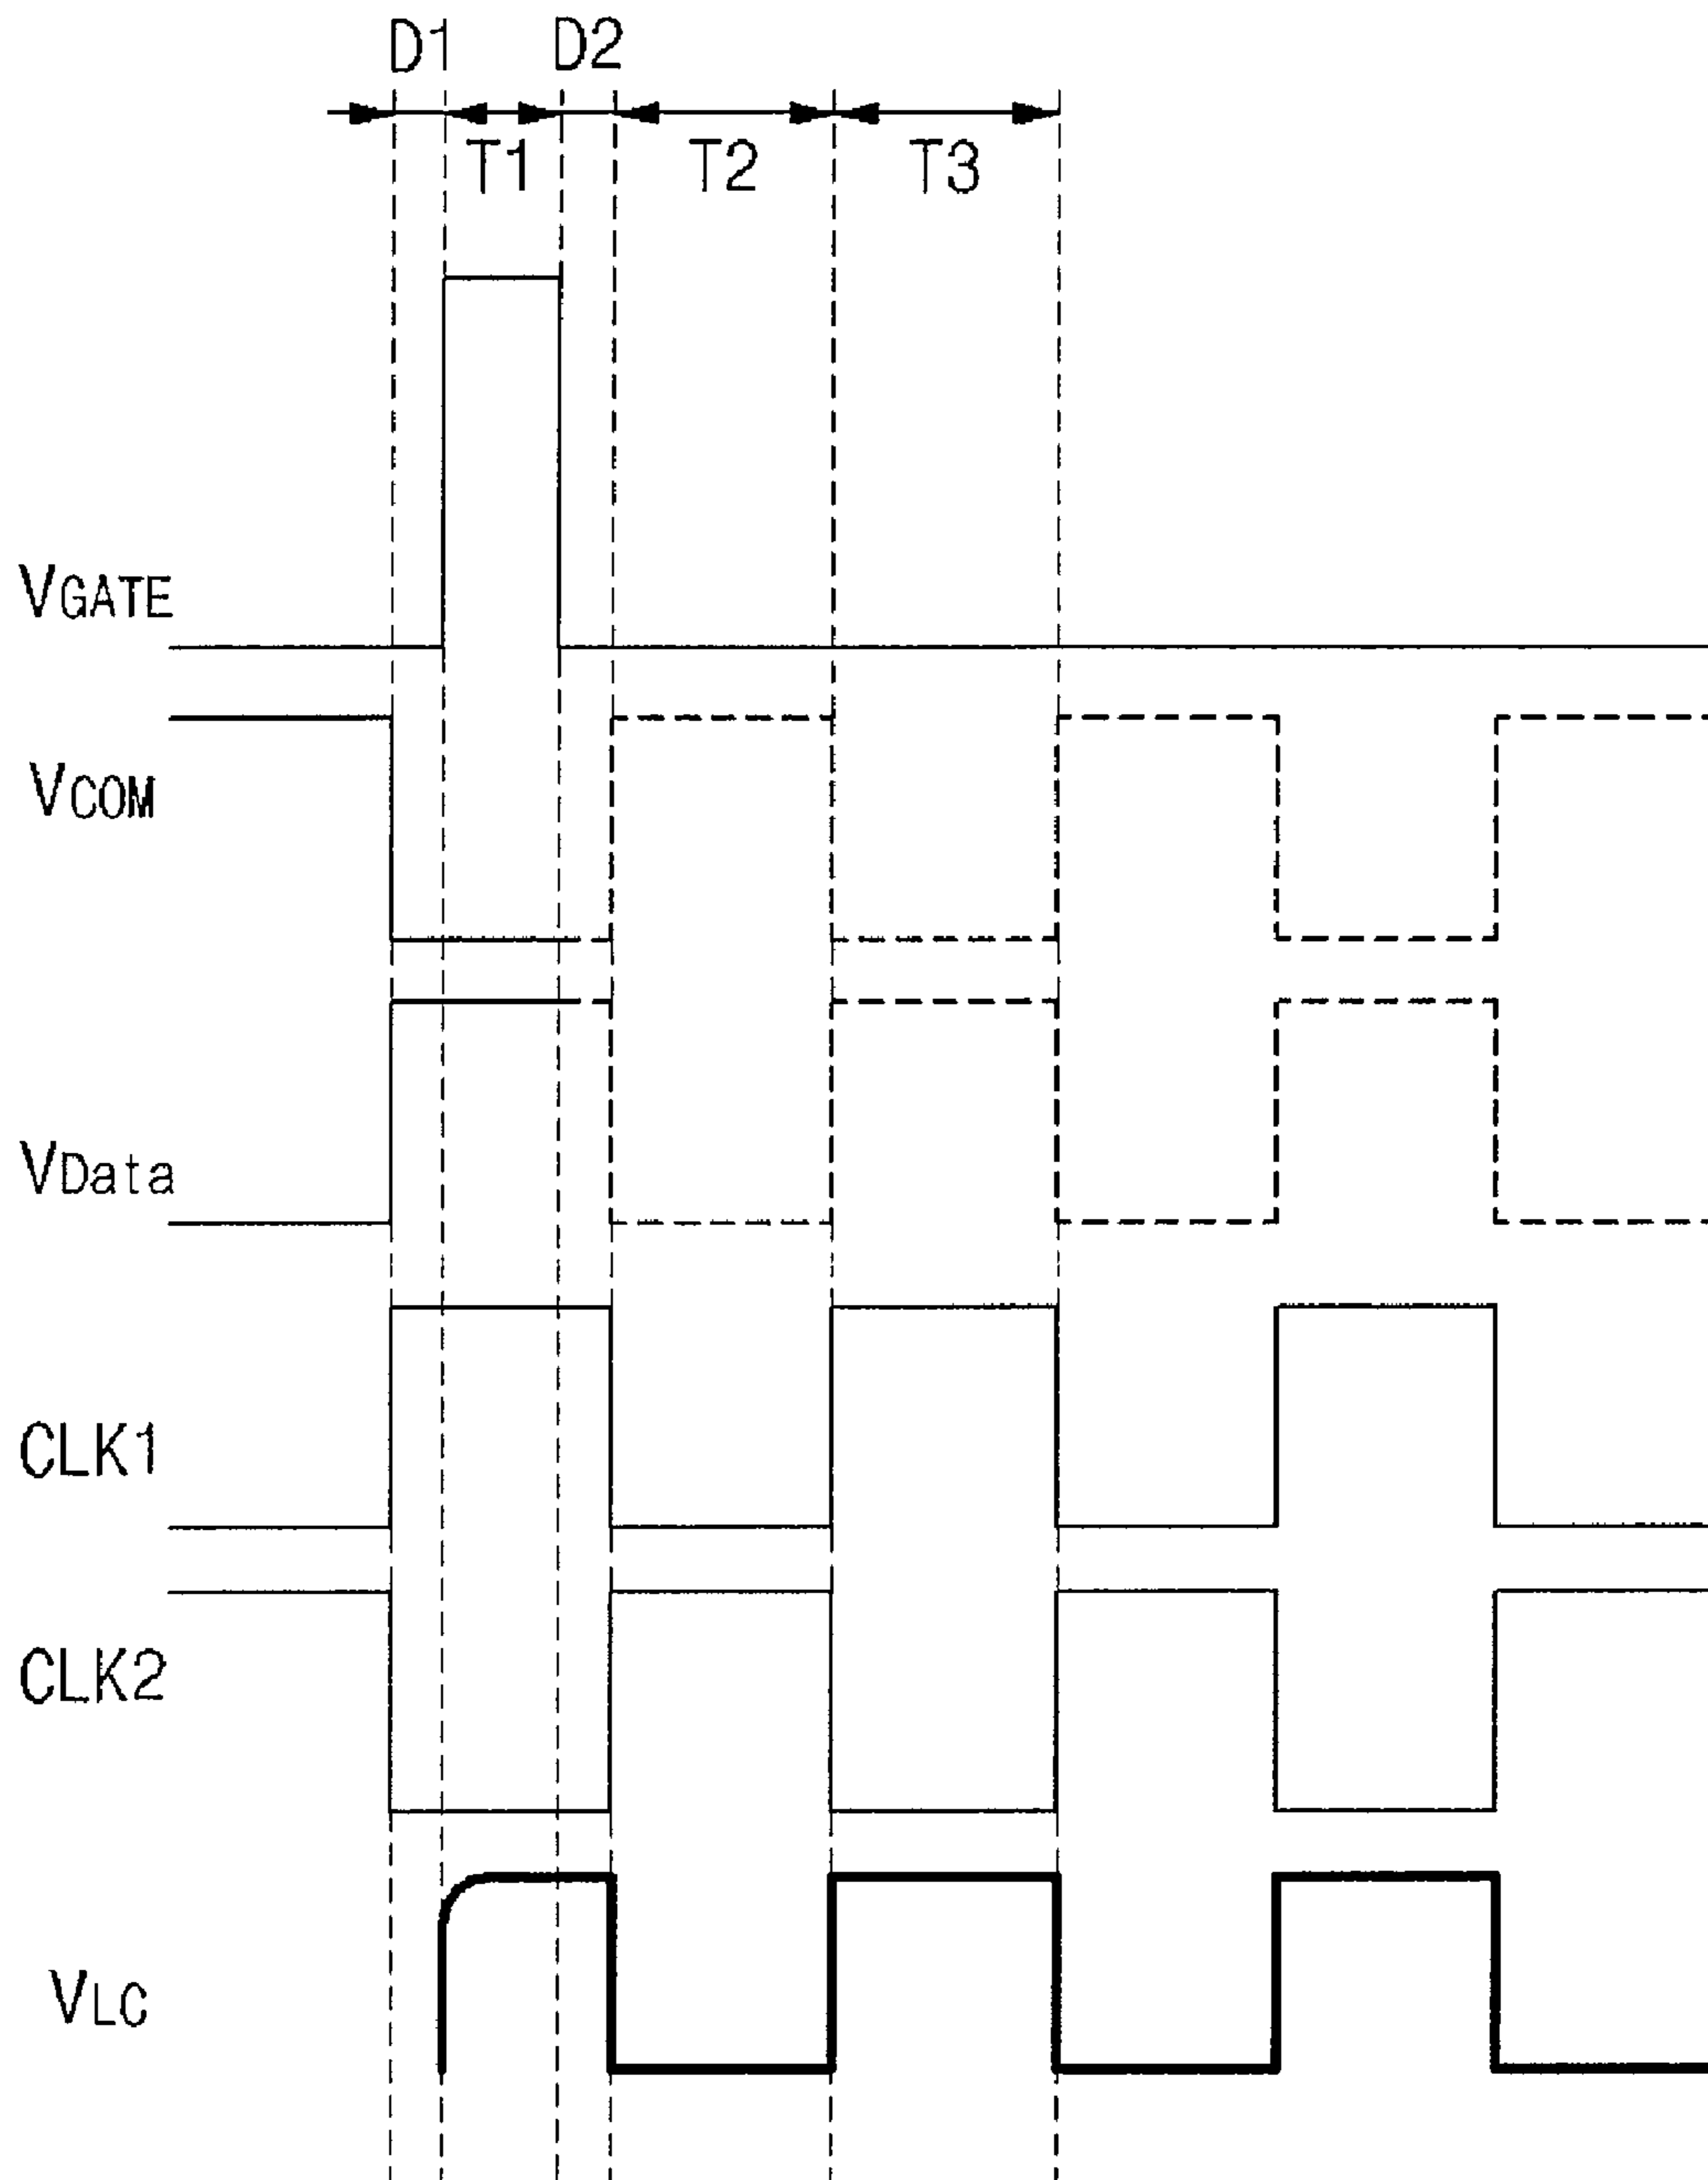 D1 D2
T1 T2 T3
VGATE
VCOM
VData
CLK1
CLK2
VLC